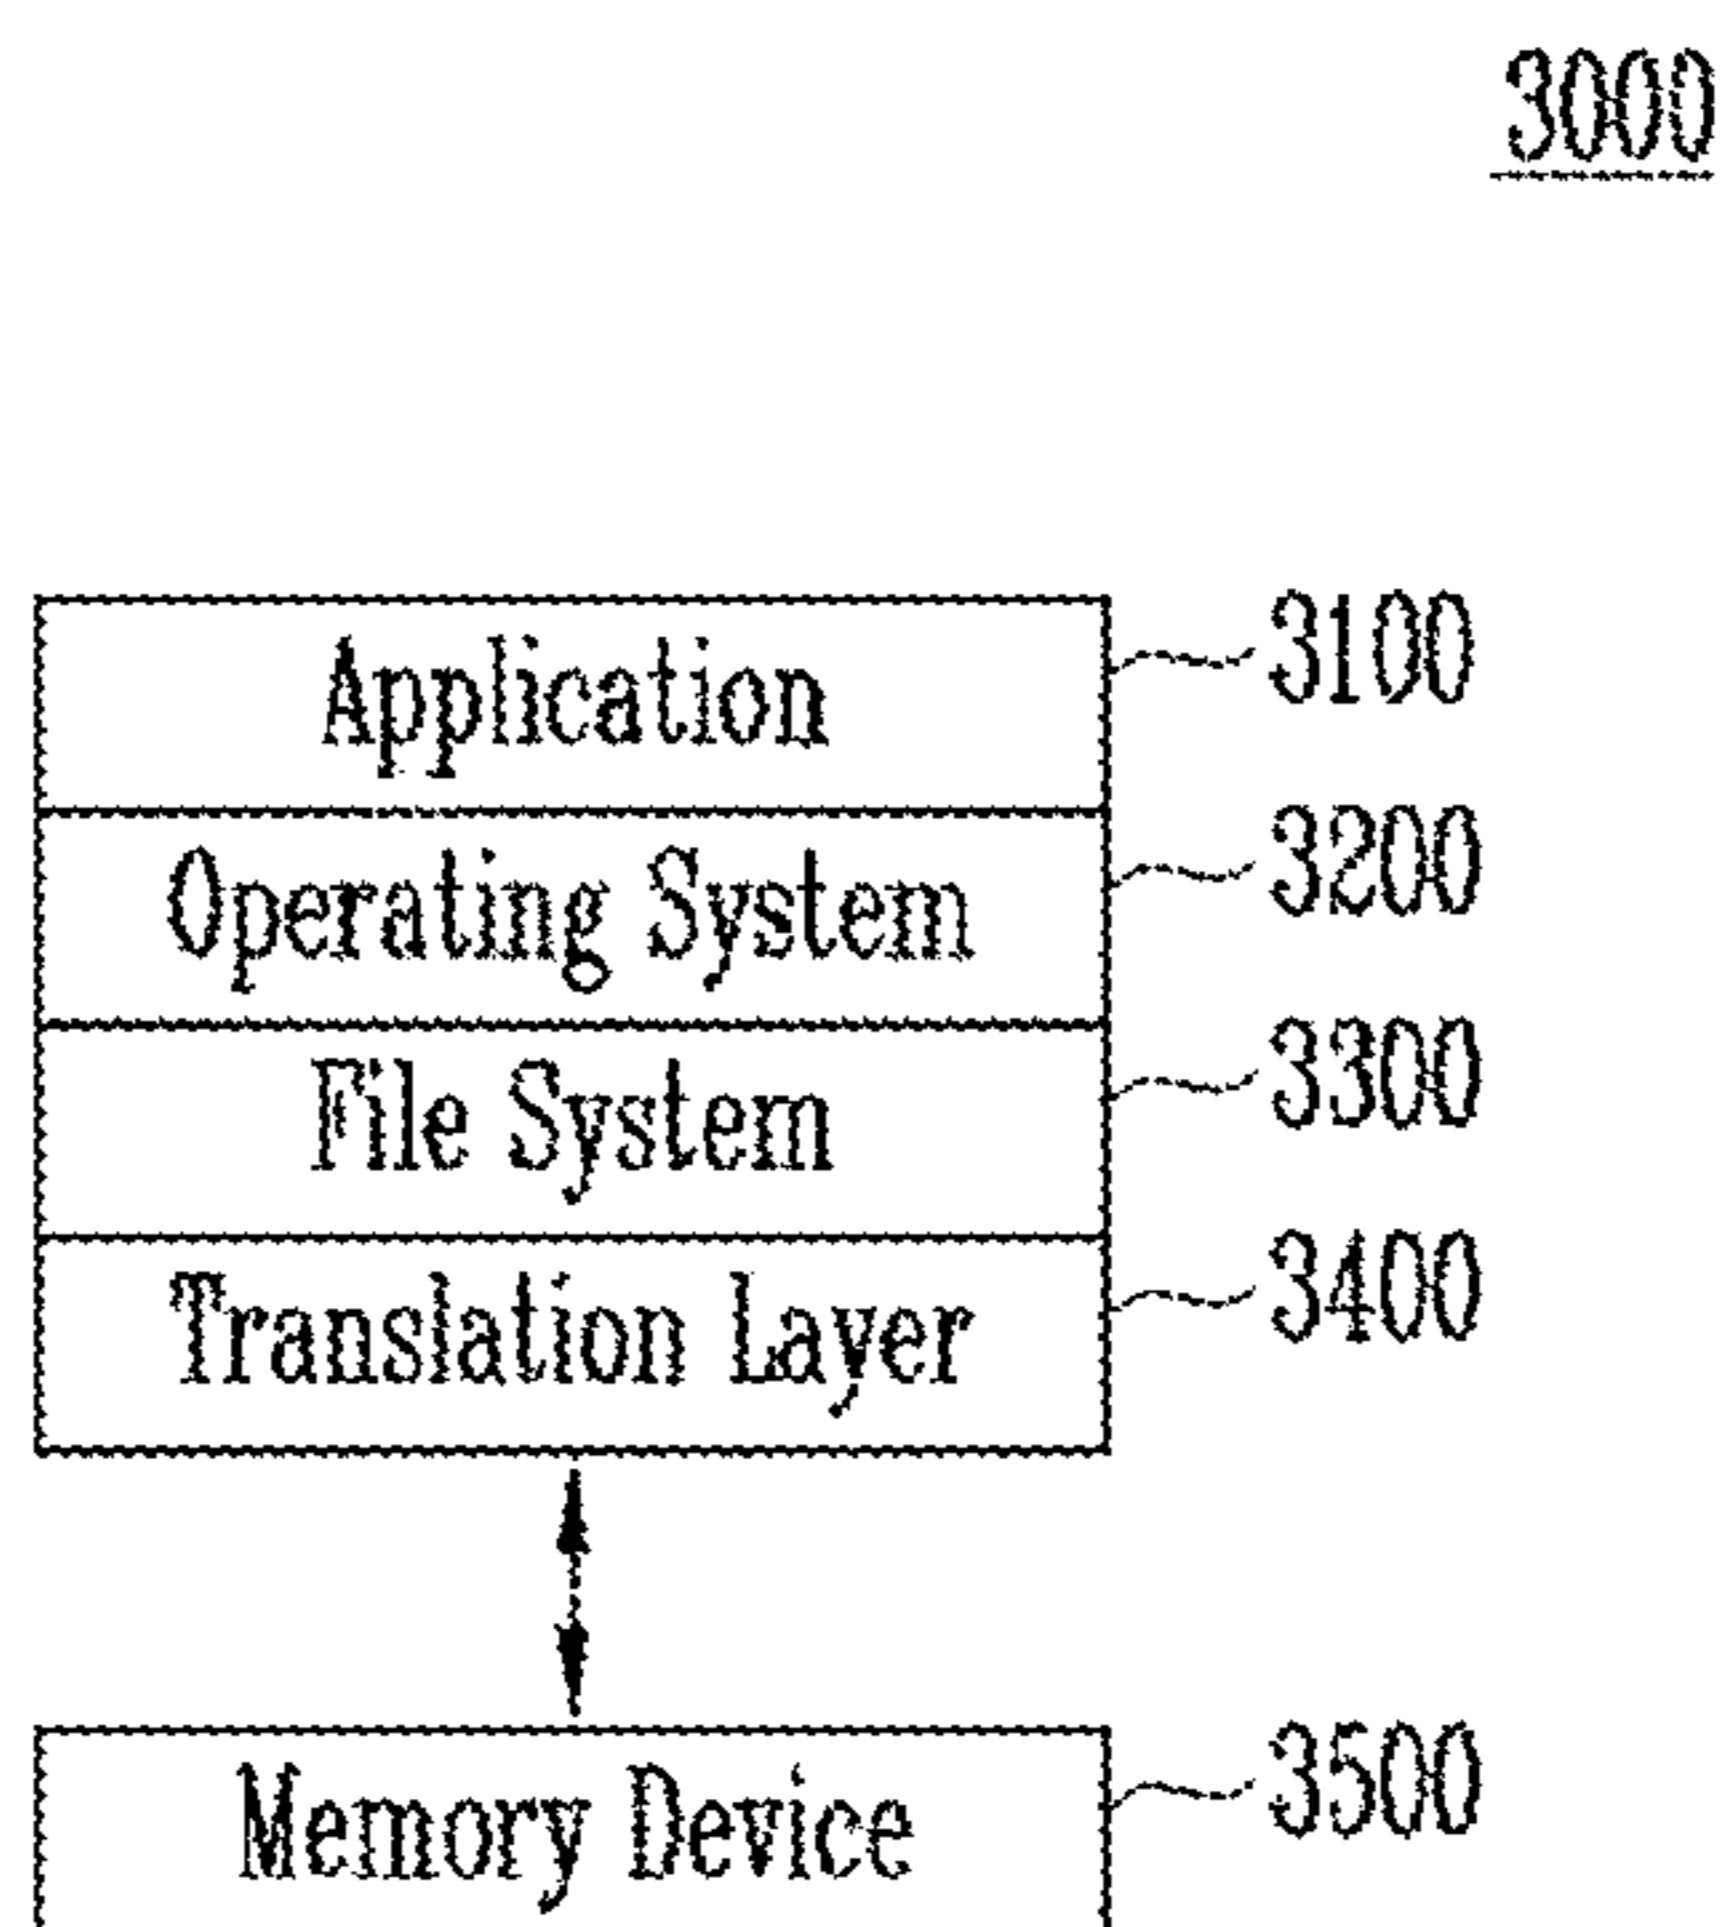 3000
Application 3100
Operating System 3200
File System 3300
Translation Layer 3400
Memory Device 3500